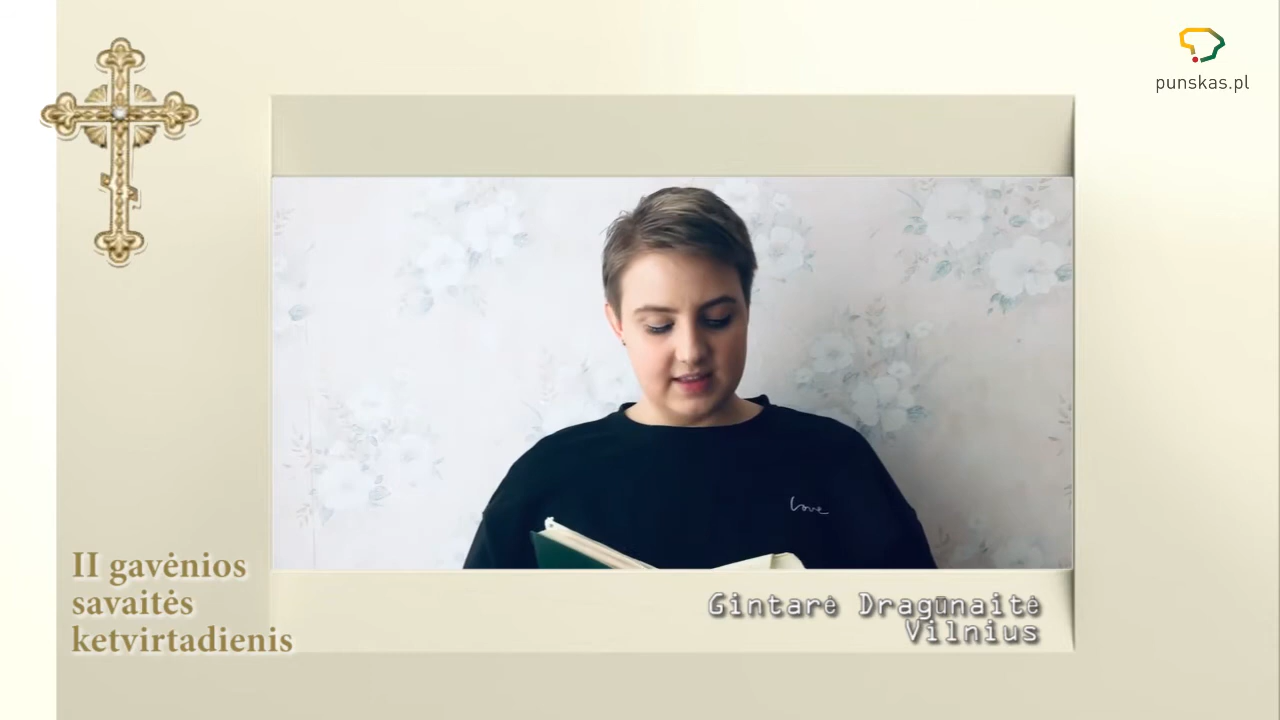 punskas.pl
love
II gavėnios
savaitės
ketvirtadienis
Gintarė Dragūnaitė
Vilnius